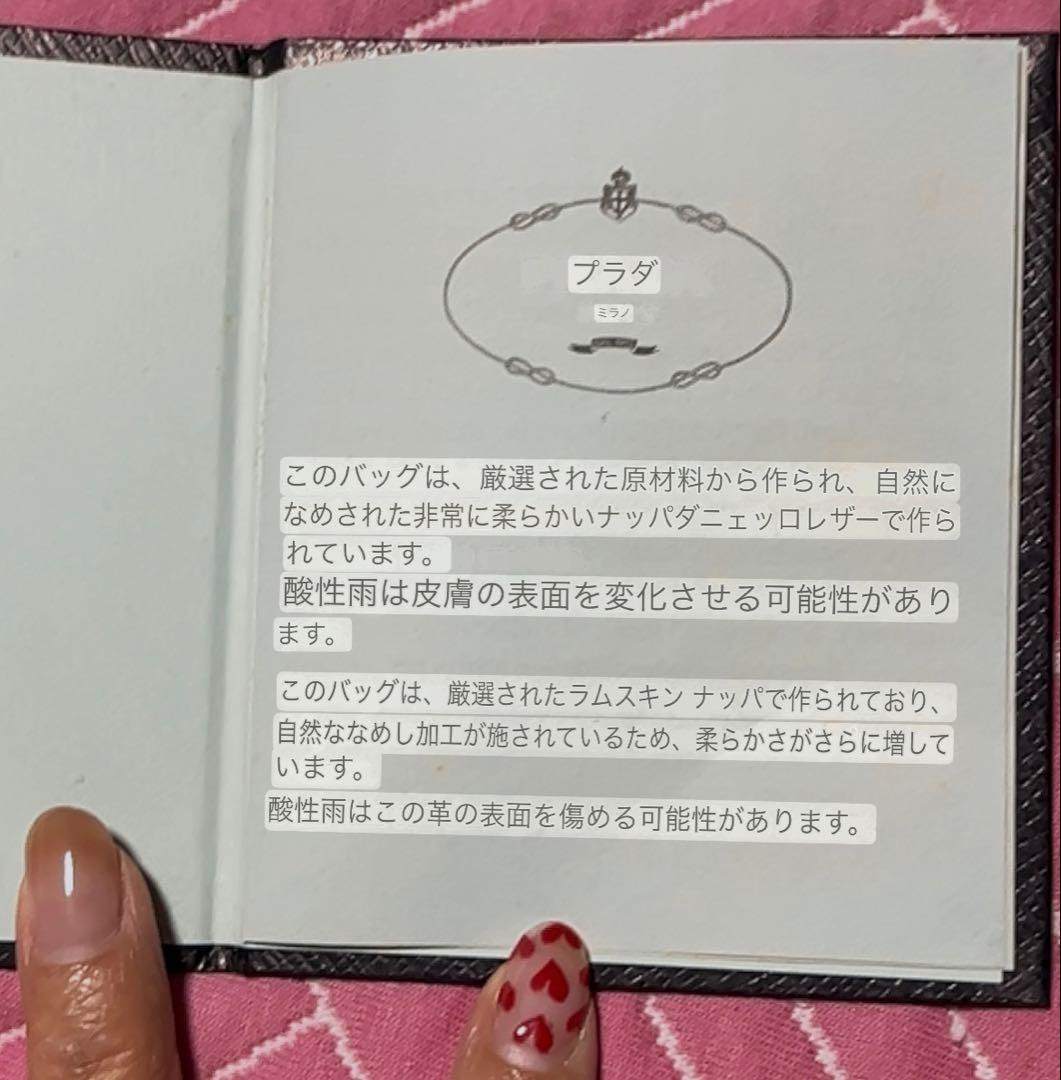 プラダ
ミラノ
このバッグは、厳選された原材料から作られ、自然に
なめされた非常に柔らかいナッパダニェッロレザーで作ら
れています。
酸性雨は皮膚の表面を変化させる可能性があり
ます。
このバッグは、厳選されたラムスキン ナッパで作られており、
自然ななめし加工が施されているため、柔らかさがさらに増して
います。
酸性雨はこの革の表面を傷める可能性があります。